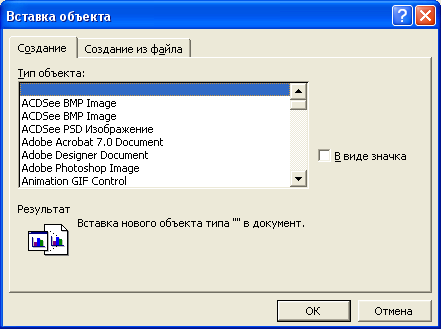 Вставка объекта
Создание
Создание из файла
Тип объекта:
ACDSee BMP Image
ACDSee BMP Image
ACDSee PSD Изображение
Adobe Acrobat 7.0 Document
Adobe Designer Document
Adobe Photoshop Image
Animation GIF Control
В виде значка
Результат
Вставка нового объекта типа "" в документ.
OK
Отмена